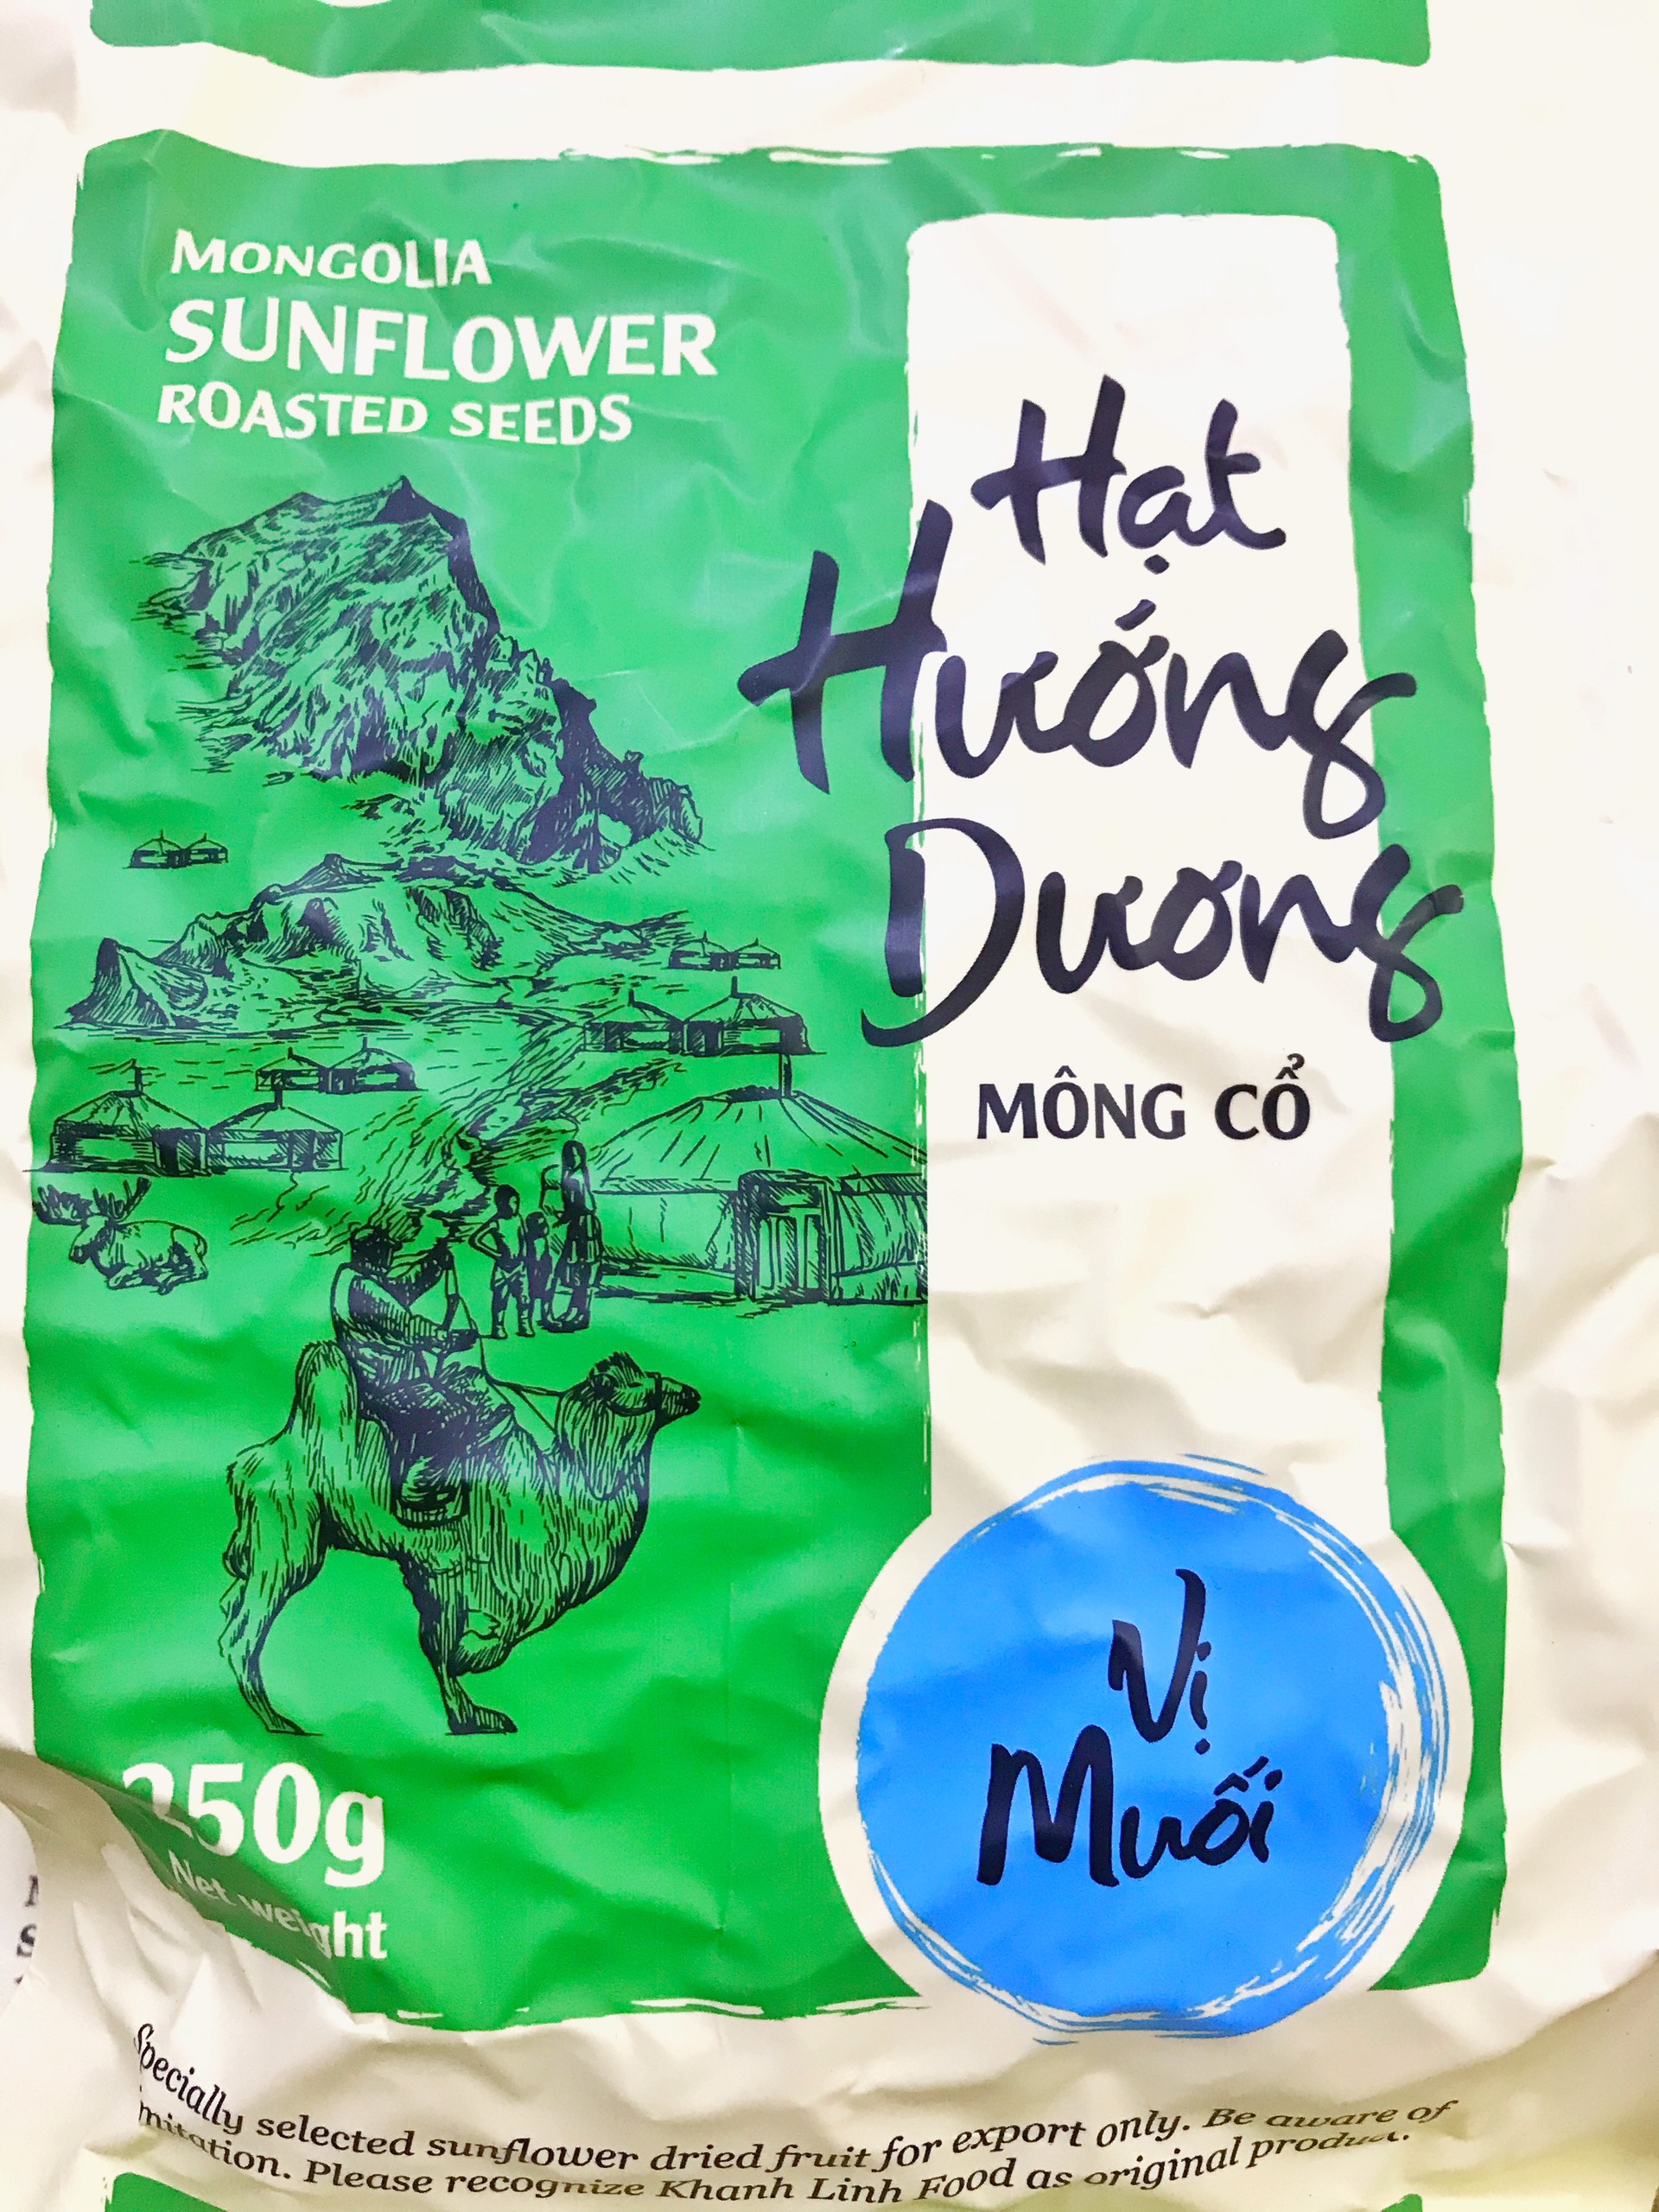 MONGOLIA
SUNFLOWER
ROASTED SEEDS
Hạt
Hướng
Dương
MÔNG CỔ
Vị
Muối
250g
Net weight
Specially selected sunflower dried fruit for export only. Be aware of
imitation. Please recognize Khanh Linh Food as original product.